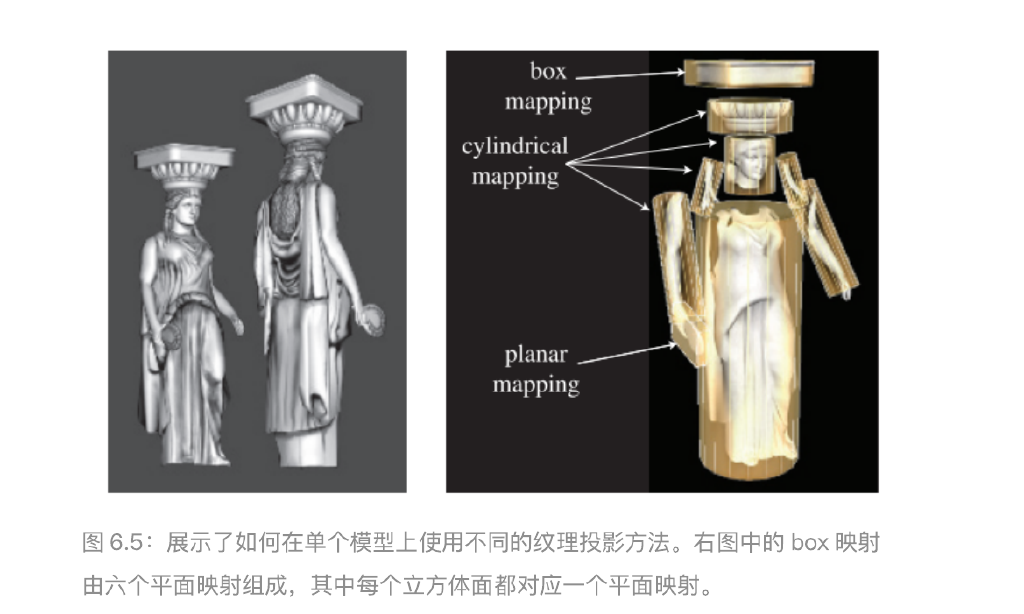 box
mapping
cylindrical
mapping
planar
mapping
图 6.5：展示了如何在单个模型上使用不同的纹理投影方法。右图中的 box 映射
由六个平面映射组成，其中每个立方体面都对应一个平面映射。